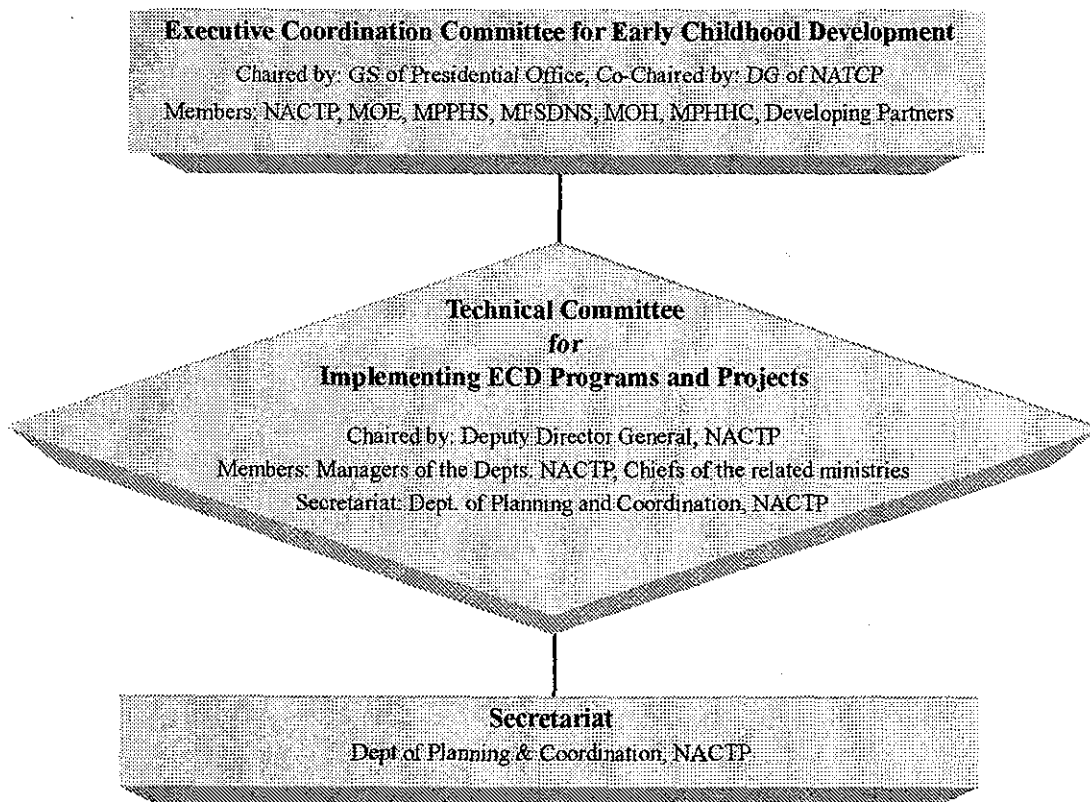 Executive Coordination Committee for Early Childhood Development
Chaired by: GS of Presidential Office, Co-Chaired by: DG of NATCP
Members: NACTP, MOE, MPPHS, MFSDNS, MOH, MPHHC, Developing Partners
Technical Committee
for
Implementing ECD Programs and Projects
Chaired by: Deputy Director General, NACTP
Members: Managers of the Depts. NACTP, Chiefs of the related ministries
Secretariat: Dept. of Planning and Coordination, NACTP
Secretariat
Dept of Planning & Coordination, NACTP